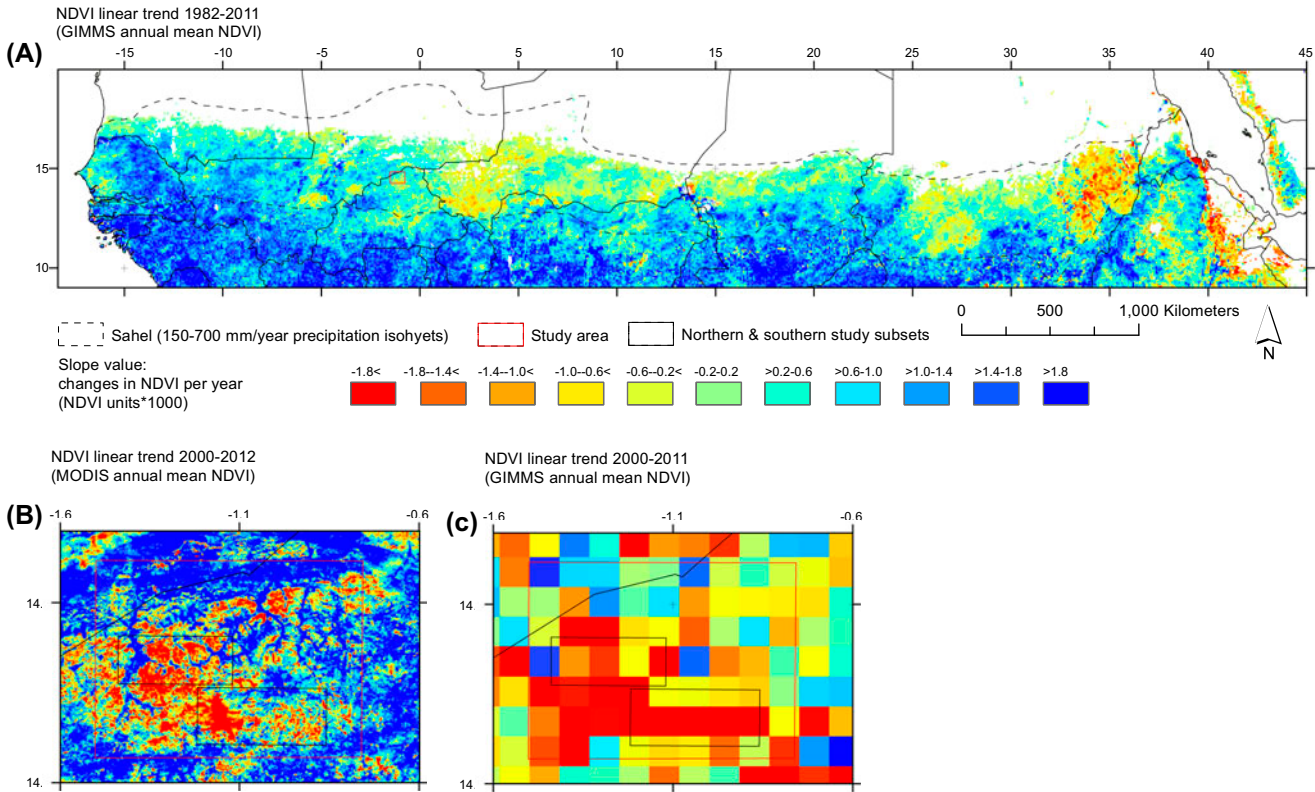 NDVI linear trend 1982-2011
(GIMMS annual mean NDVI)
(A)
-15 -10 -5 0 5 10 15 20 25 30 35 40 45
15
10
0 500 1,000 Kilometers
Sahel (150-700 mm/year precipitation isohyets) Study area Northern & southern study subsets
N
Slope value:
changes in NDVI per year
(NDVI units*1000)
-1.8< -1.8--1.4< -1.4--1.0< -1.0--0.6< -0.6--0.2< -0.2-0.2 >0.2-0.6 >0.6-1.0 >1.0-1.4 >1.4-1.8 >1.8
NDVI linear trend 2000-2012
(MODIS annual mean NDVI)
(B)
-1.6 -1.1 -0.6
14.
14.
NDVI linear trend 2000-2011
(GIMMS annual mean NDVI)
(c)
-1.6 -1.1 -0.6
14.
14.